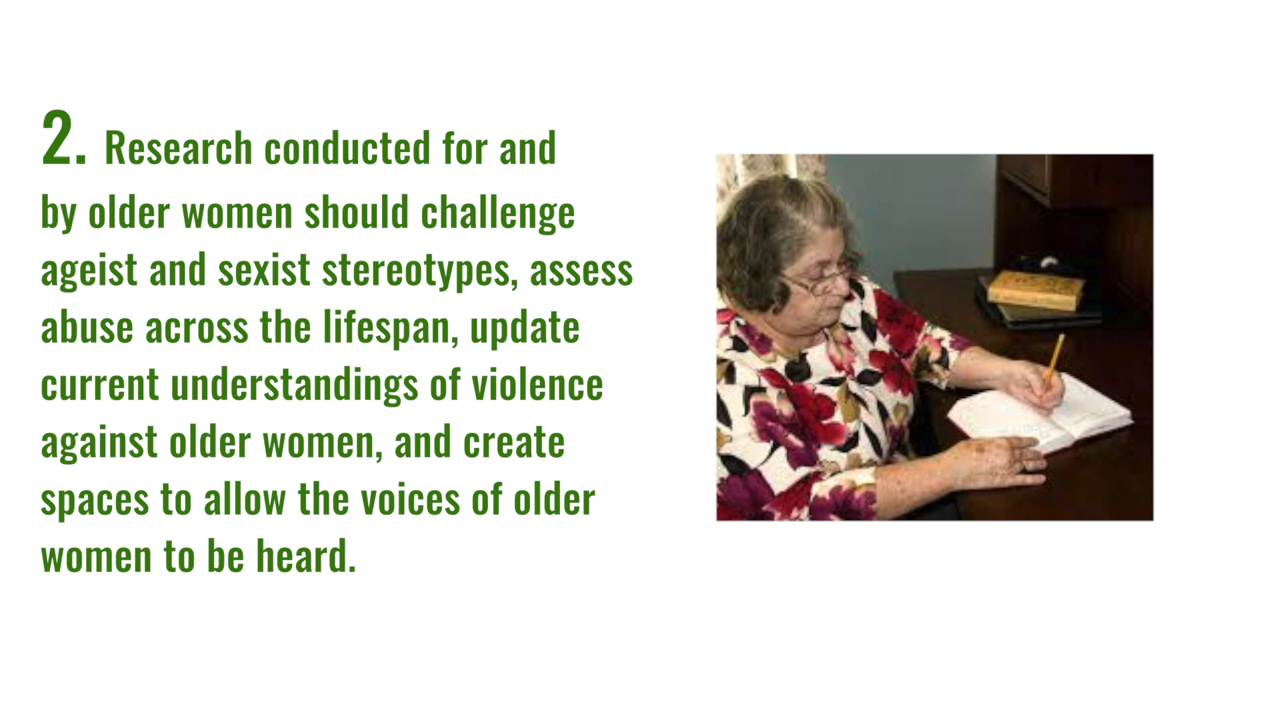 2. Research conducted for and
by older women should challenge
ageist and sexist stereotypes, assess
abuse across the lifespan, update
current understandings of violence
against older women, and create
spaces to allow the voices of older
women to be heard.